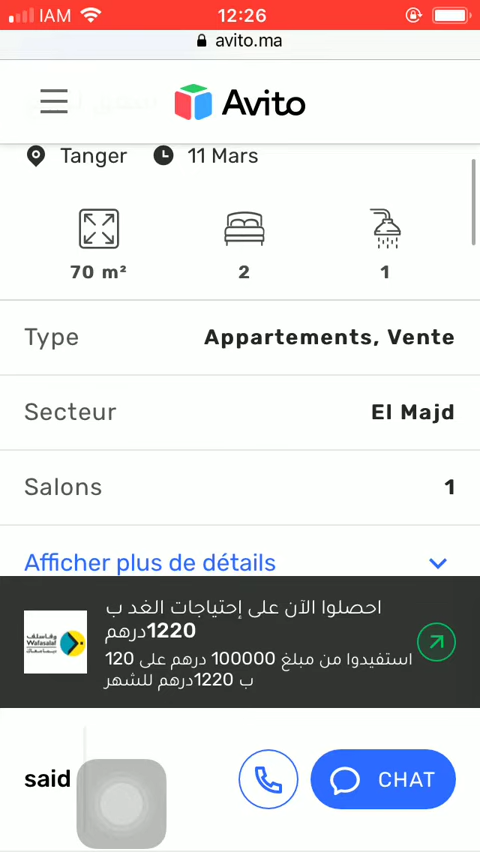 IAM 12:26
avito.ma
Avito
Tanger 11 Mars
70 m² 2 1
Type Appartements, Vente
Secteur El Majd
Salons 1
Afficher plus de détails
احصلوا الآن على إحتياجات الغد ب
1220درهم
استفيدوا من مبلغ 100000 درهم على 120
ب 1220درهم للشهر
وفاسلف
Wafasalaf
said CHAT